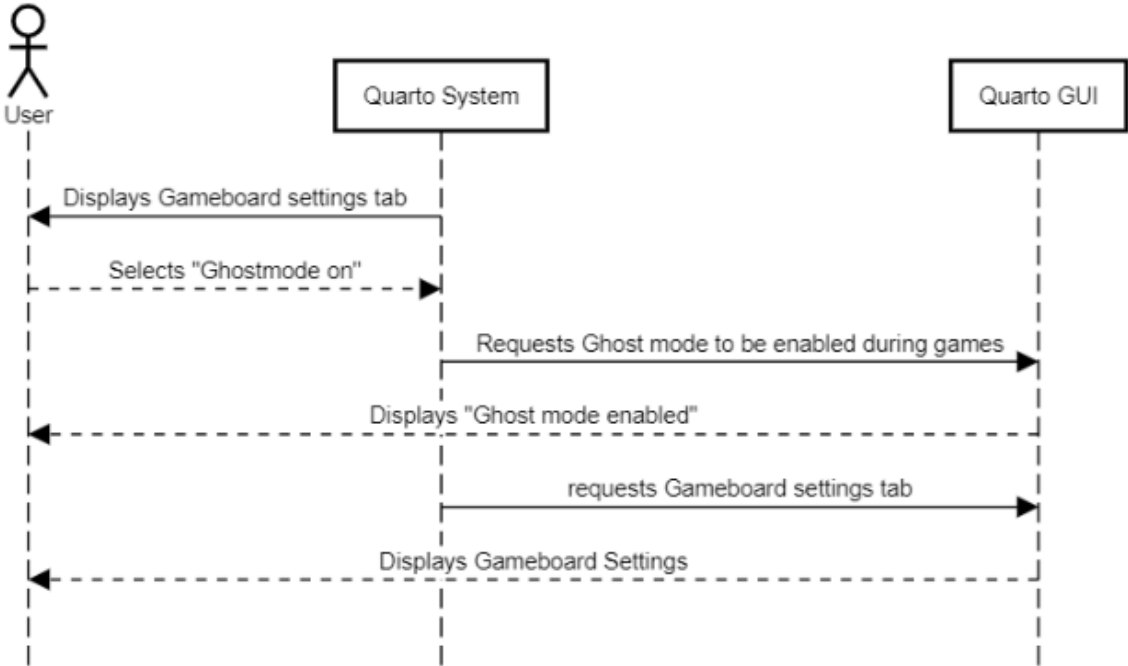 User
Quarto System
Quarto GUI
Displays Gameboard settings tab
Selects "Ghostmode on"
Requests Ghost mode to be enabled during games
Displays "Ghost mode enabled"
requests Gameboard settings tab
Displays Gameboard Settings